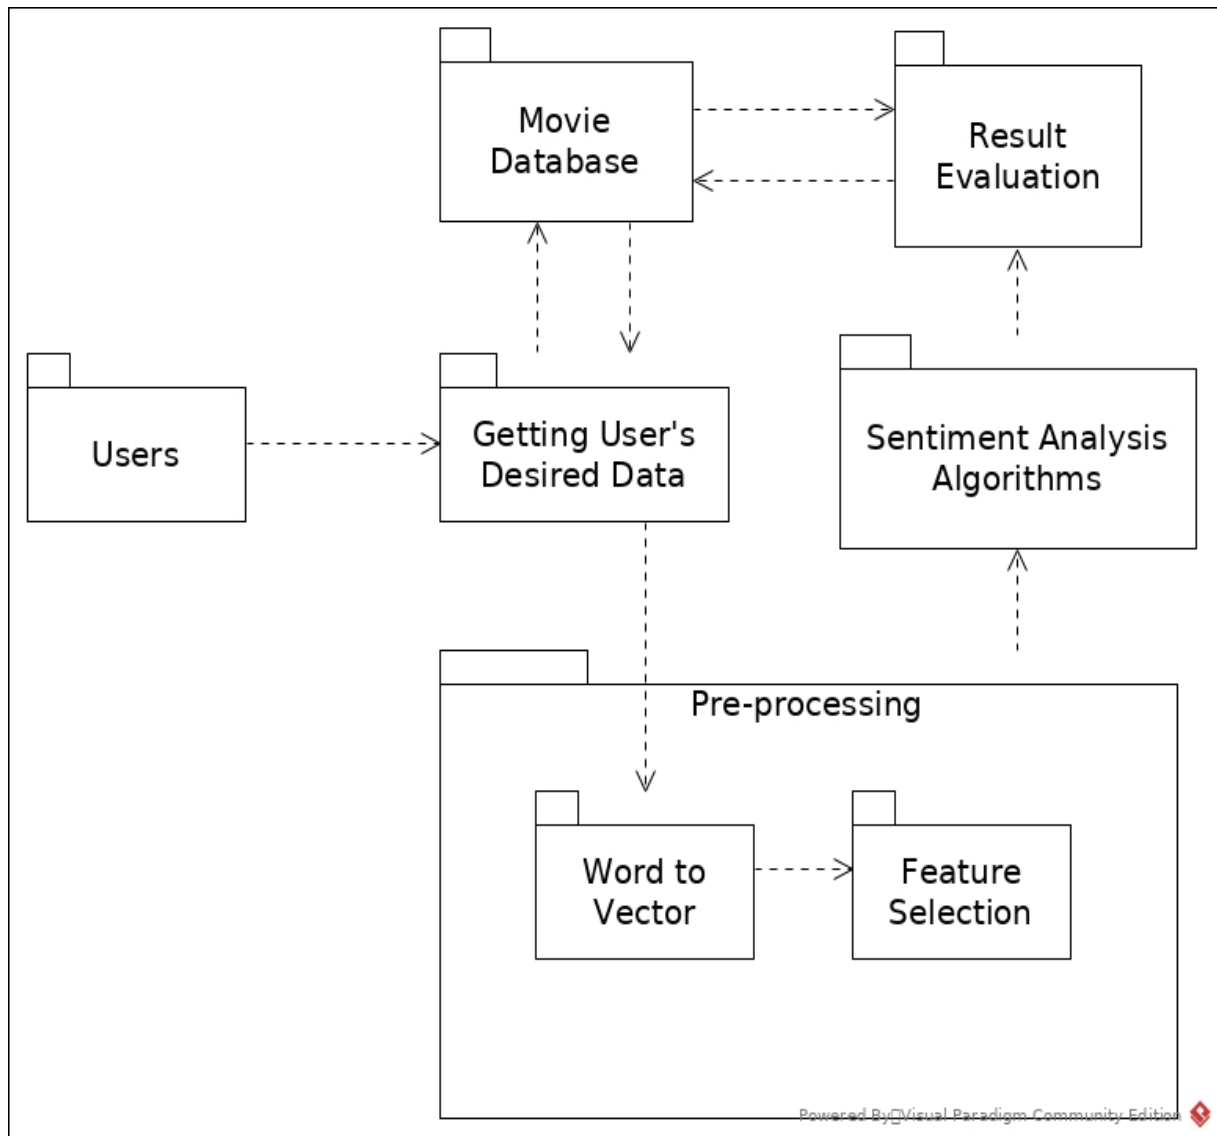 Movie
Database
Result
Evaluation
Users
Getting User's
Desired Data
Sentiment Analysis
Algorithms
Pre-processing
Word to
Vector
Feature
Selection
Powered By Visual Paradigm Community Edition